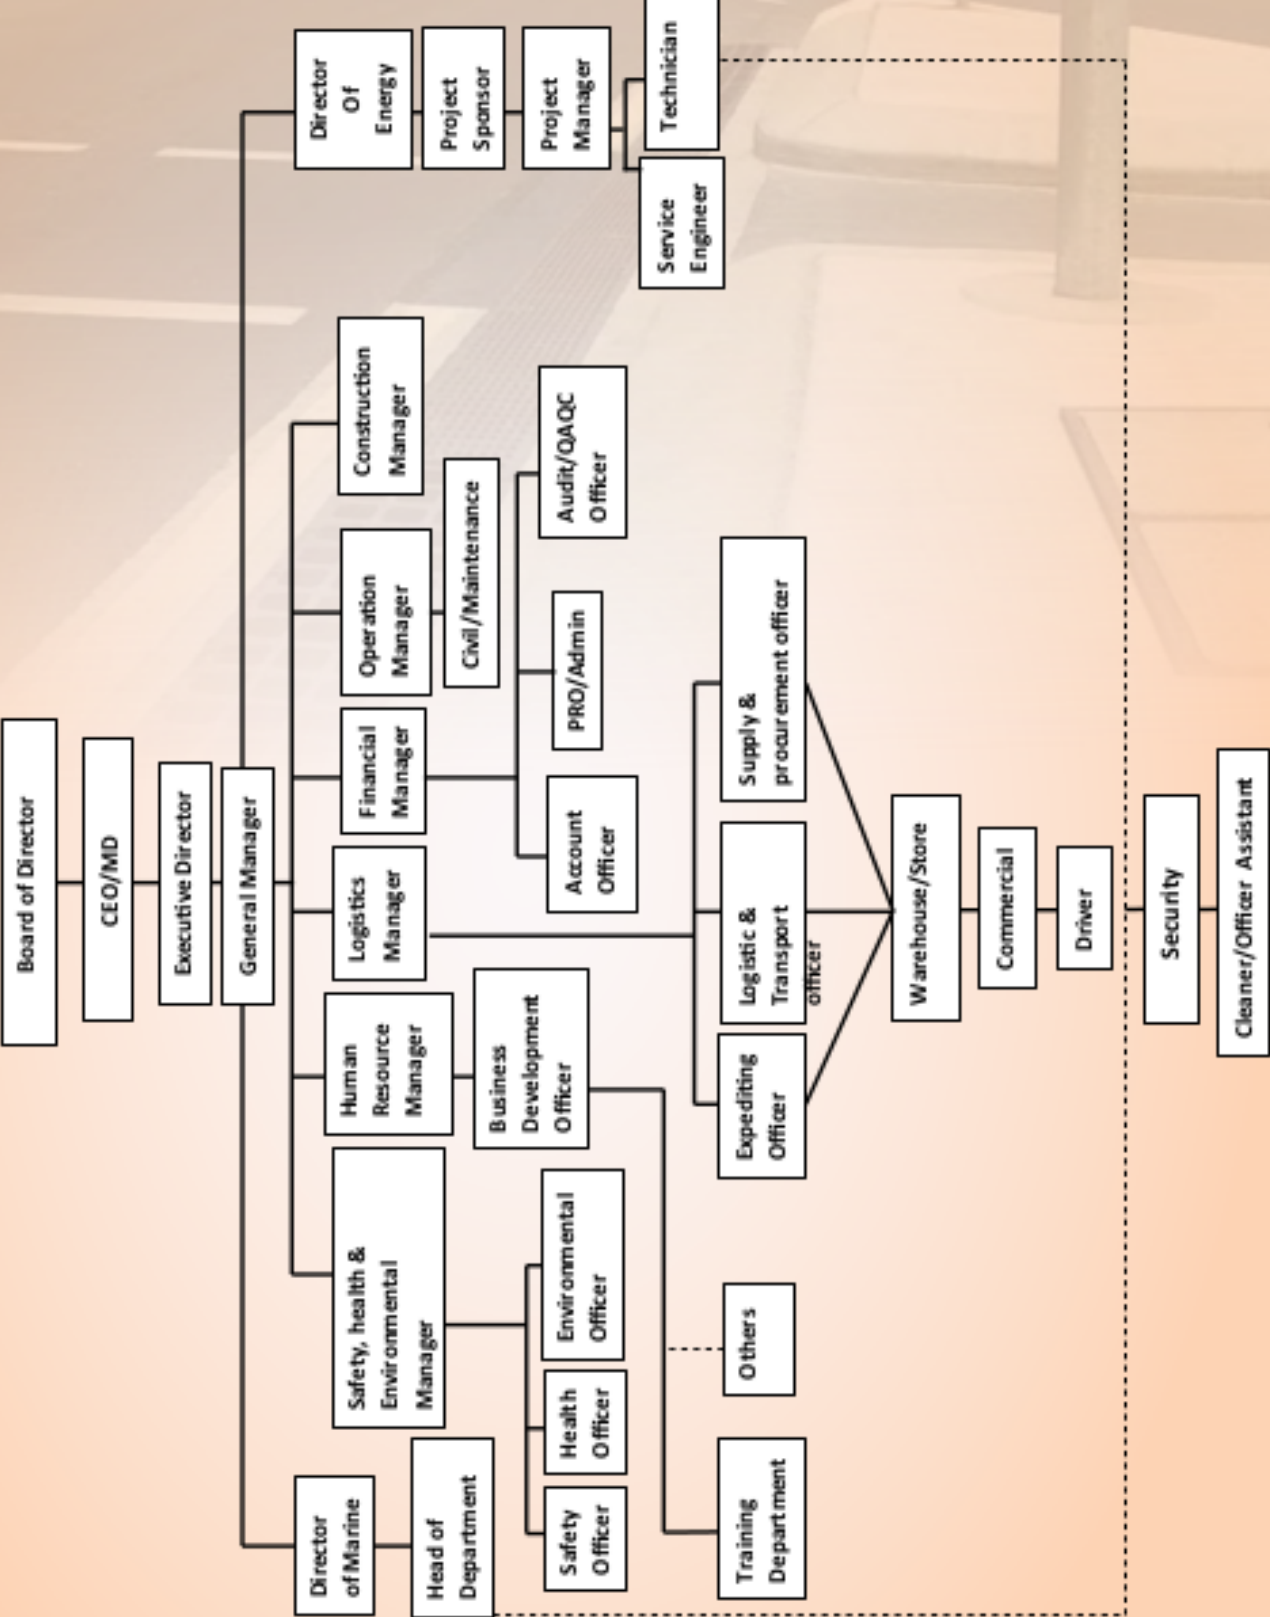 Board of Director
CEO/MD
Executive Director
General Manager
Director
of Marine
Head of
Department
Safety, health &
Environmental
Manager
Human
Resource
Manager
Logistics
Manager
Financial
Manager
Operation
Manager
Construction
Manager
Director
Of
Energy
Project
Sponsor
Project
Manager
Service
Engineer
Technician
Business
Development
Officer
Civil/Maintenance
Safety
Officer
Health
Officer
Environmental
Officer
Account
Officer
PRO/Admin
Audit/QAQC
Officer
Training
Department
Others
Expediting
Officer
Logistic &
Transport
officer
Supply &
procurement officer
Warehouse/Store
Commercial
Driver
Security
Cleaner/Officer Assistant